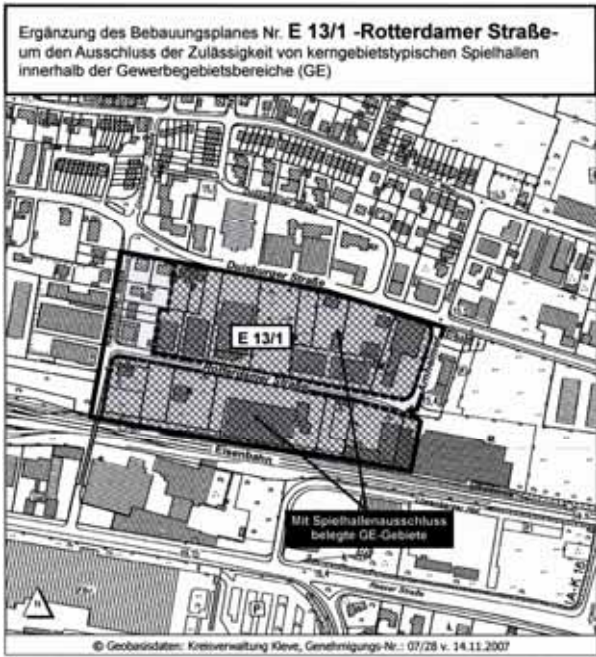 Ergänzung des Bebauungsplanes Nr. E 13/1 -Rotterdamer Straße-
um den Ausschluss der Zulässigkeit von kerngebietstypischen Spielhallen
innerhalb der Gewerbegebietsbereiche (GE)
Duisburger Straße
E 13/1
Rotterdamer Straße
Eisenbahn
Mit Spielhallenausschluss
belegte GE-Gebiete
P
N
© Geobasisdaten: Kreisverwaltung Kleve, Genehmigungs-Nr.: 07/28 v. 14.11.2007